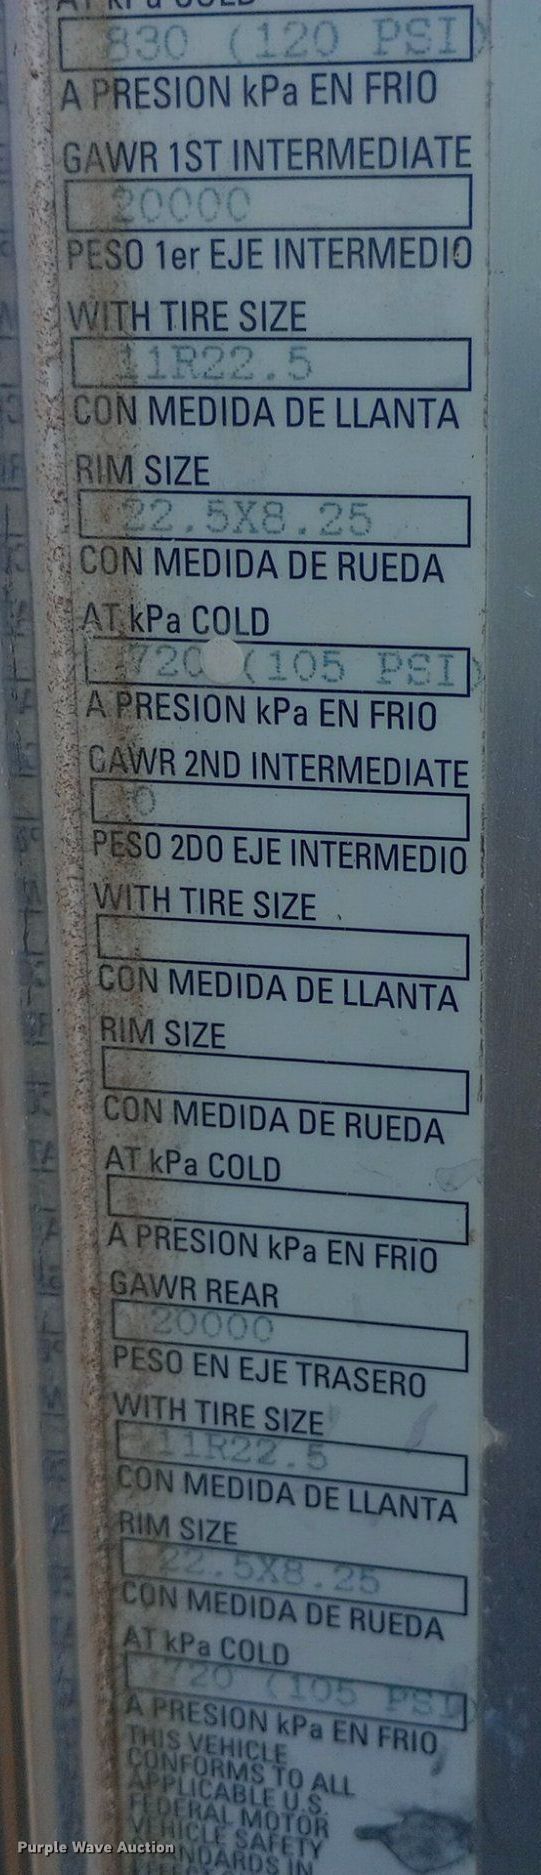 AT kPa COLD
830 (120 PSI)
A PRESION kPa EN FRIO
GAWR 1ST INTERMEDIATE
20000
PESO 1er EJE INTERMEDIO
WITH TIRE SIZE
11R22.5
CON MEDIDA DE LLANTA
RIM SIZE
22.5X8.25
CON MEDIDA DE RUEDA
AT kPa COLD
720 (105 PSI)
A PRESION kPa EN FRIO
GAWR 2ND INTERMEDIATE
0
PESO 2DO EJE INTERMEDIO
WITH TIRE SIZE
CON MEDIDA DE LLANTA
RIM SIZE
CON MEDIDA DE RUEDA
AT kPa COLD
A PRESION kPa EN FRIO
GAWR REAR
20000
PESO EN EJE TRASERO
WITH TIRE SIZE
11R22.5
CON MEDIDA DE LLANTA
RIM SIZE
22.5X8.25
CON MEDIDA DE RUEDA
AT kPa COLD
720 (105 PSI)
A PRESION kPa EN FRIO
THIS VEHICLE
CONFORMS TO ALL
APPLICABLE U.S.
FEDERAL MOTOR
VEHICLE SAFETY
STANDARDS IN
Purple Wave Auction